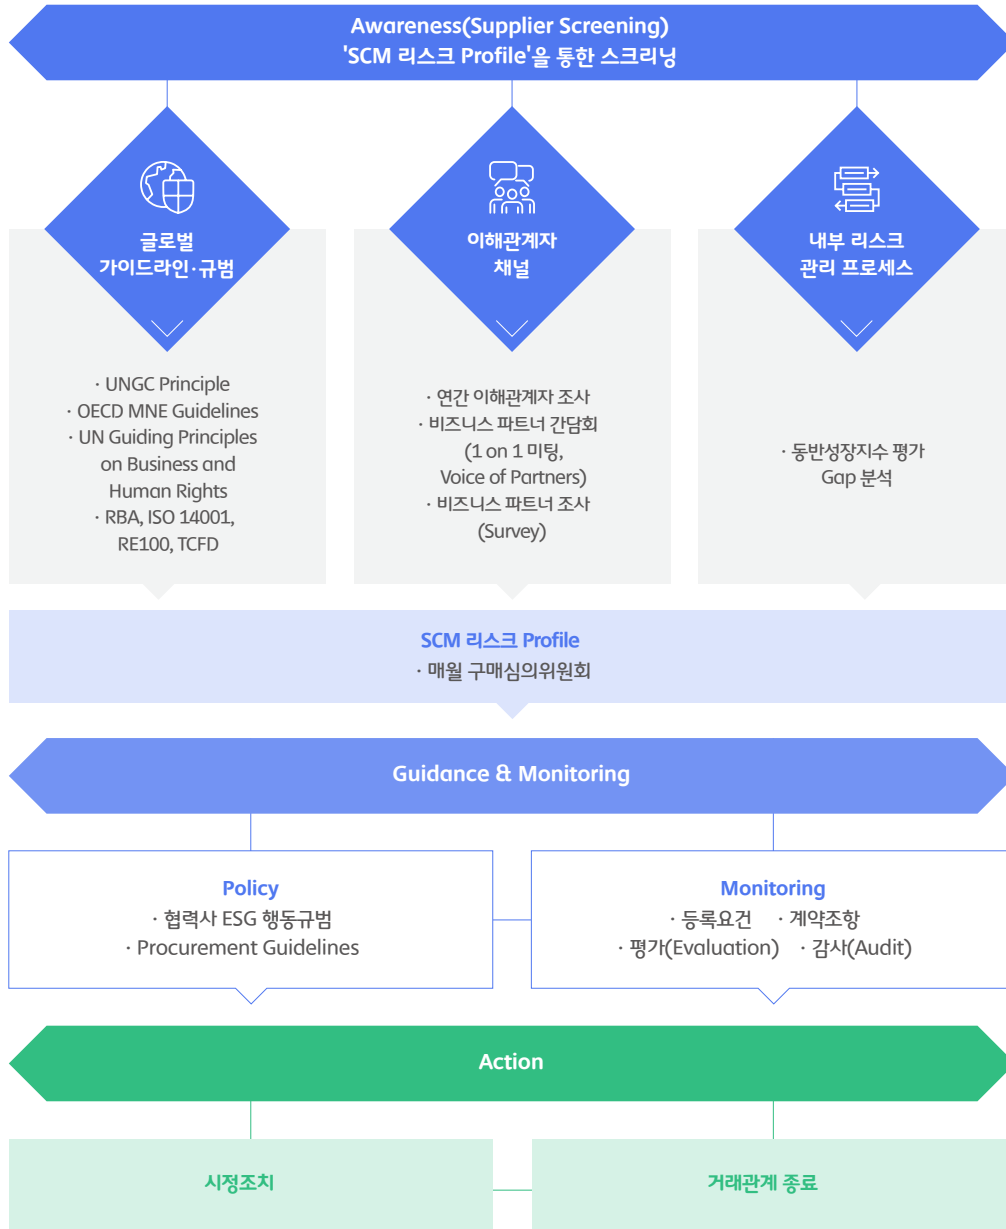 Awareness(Supplier Screening)
'SCM 리스크 Profile'을 통한 스크리닝
글로벌
가이드라인·규범
· UNGC Principle
· OECD MNE Guidelines
· UN Guiding Principles
on Business and
Human Rights
· RBA, ISO 14001,
RE100, TCFD
이해관계자
채널
· 연간 이해관계자 조사
· 비즈니스 파트너 간담회
(1 on 1 미팅,
Voice of Partners)
· 비즈니스 파트너 조사
(Survey)
내부 리스크
관리 프로세스
· 동반성장지수 평가
Gap 분석
SCM 리스크 Profile
· 매월 구매심의위원회
Guidance & Monitoring
Policy
· 협력사 ESG 행동규범
· Procurement Guidelines
Monitoring
· 등록요건 · 계약조항
· 평가(Evaluation) · 감사(Audit)
Action
시정조치
거래관계 종료